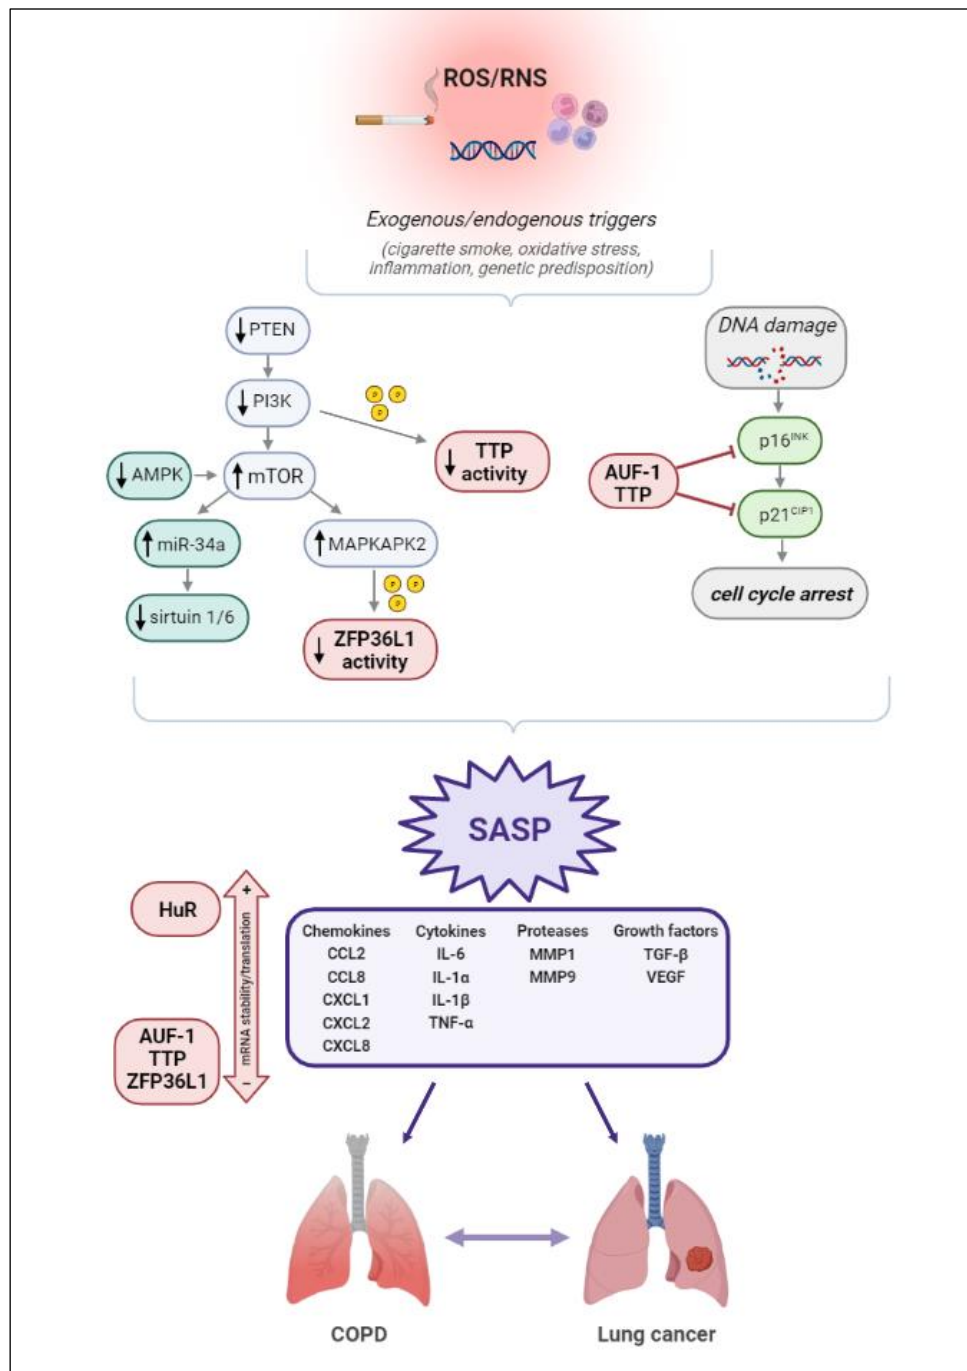 ROS/RNS
Exogenous/endogenous triggers
(cigarette smoke, oxidative stress,
inflammation, genetic predisposition)
↓PTEN
↓PI3K
P P
P
↓TTP
activity
↓AMPK
↑mTOR
↑miR-34a
↑MAPKAPK2
P P
P
↓sirtuin 1/6
↓ZFP36L1
activity
DNA damage
p16INK
AUF-1
TTP
p21CIP1
cell cycle arrest
SASP
HuR
+
mRNA stability/translation
−
AUF-1
TTP
ZFP36L1
Chemokines
CCL2
CCL8
CXCL1
CXCL2
CXCL8
Cytokines
IL-6
IL-1α
IL-1β
TNF-α
Proteases
MMP1
MMP9
Growth factors
TGF-β
VEGF
COPD
Lung cancer